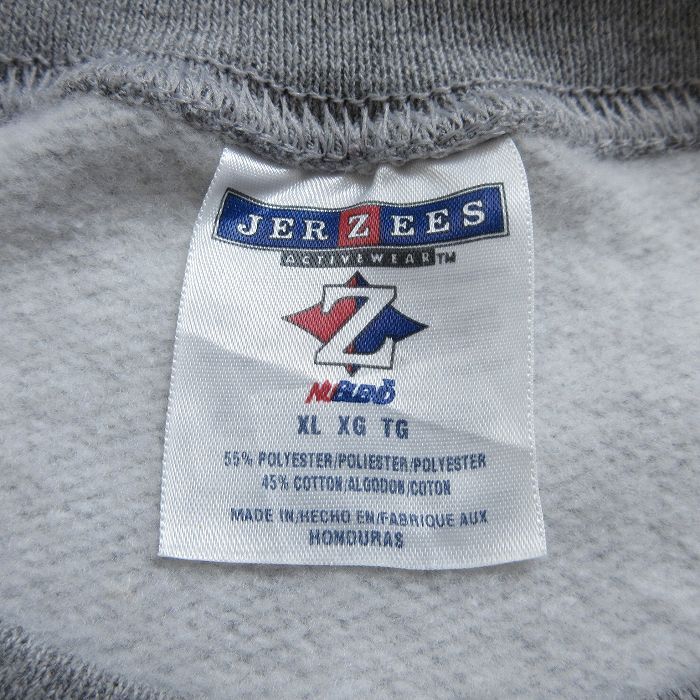 JERZEES
ACTIVEWEAR™
Z
NUBLEND
XL XG TG
55% POLYESTER/POLIESTER/POLYESTER
45% COTTON/ALGODON/COTON
MADE IN/HECHO EN/FABRIQUE AUX
HONDURAS